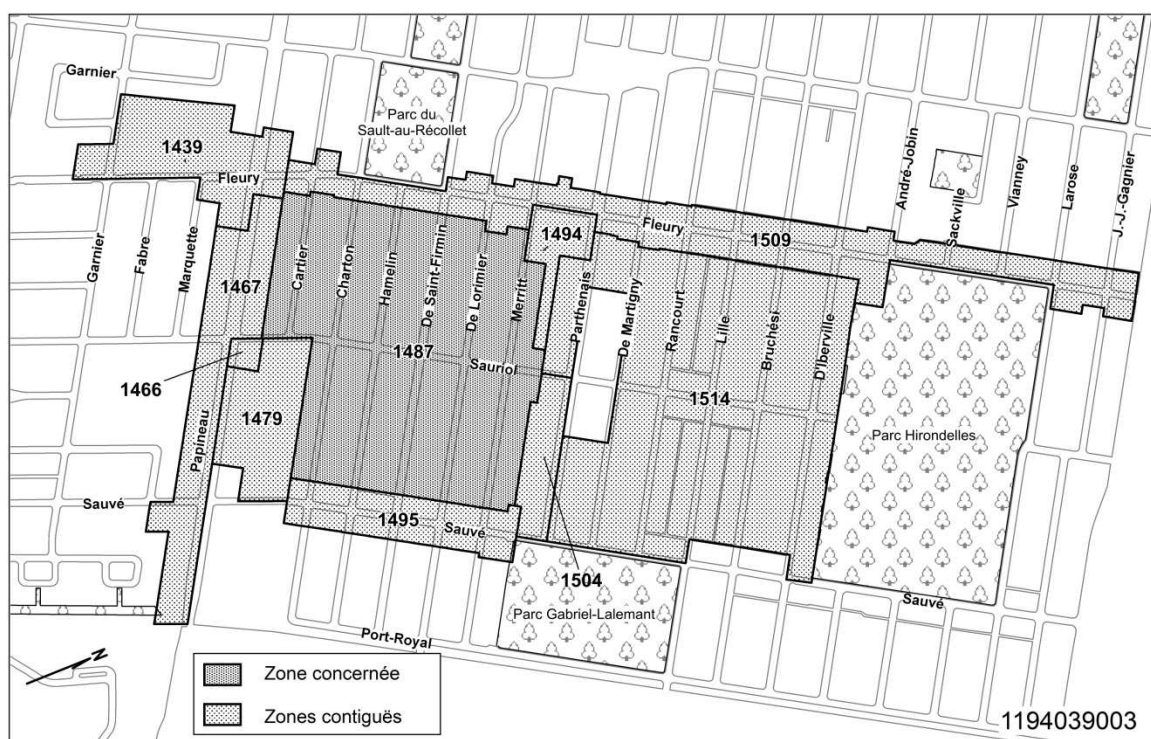 Garnier
Parc du
Sault-au-Récollet
1439
Fleury
André-Jobin
Sackville
Vianney
Larose
J.-J.-Gagnier
Garnier
Fabre
Marquette
1467
Cartier
Charton
Hamelin
De Saint-Firmin
De Lorimier
Merritt
1494
Parthenais
Fleury
1509
De Martigny
Rancourt
Lille
Bruchési
D'Iberville
1487
Sauriol
1466
1479
1514
Papineau
Parc Hirondelles
Sauvé
1495
Sauvé
1504
Parc Gabriel-Lalemant
Sauvé
Port-Royal
N
Zone concernée
Zones contiguës
1194039003